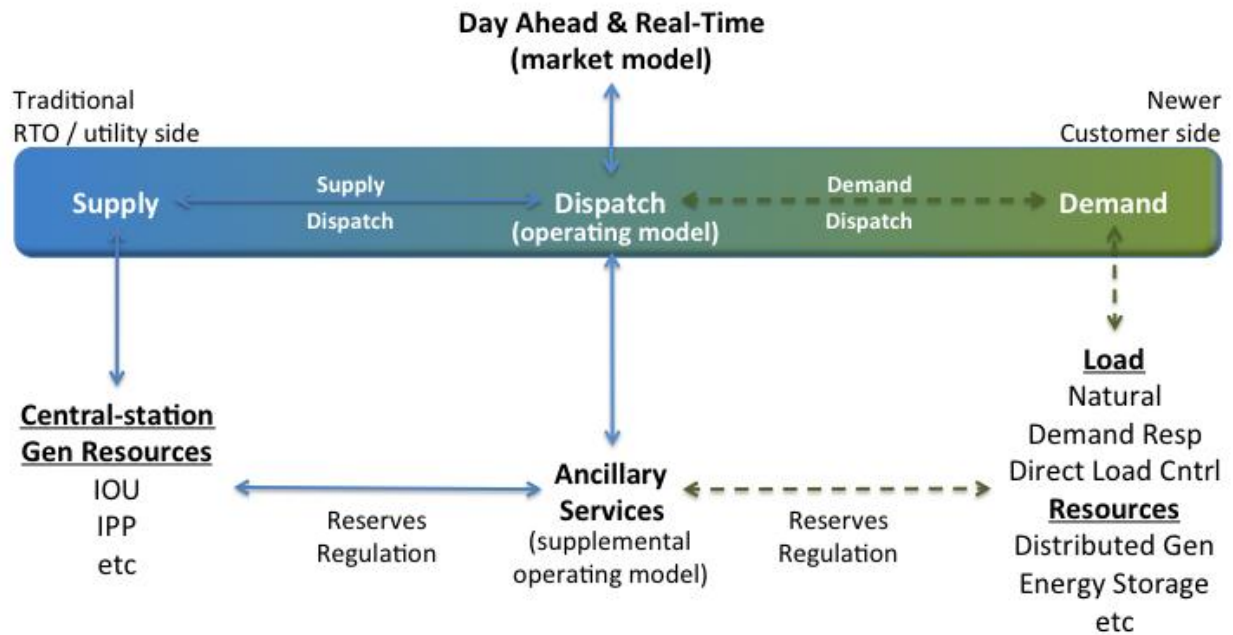 Day Ahead & Real-Time
(market model)
Traditional
RTO / utility side
Newer
Customer side
Supply
Supply
Dispatch
Dispatch
(operating model)
Demand
Dispatch
Demand
Central-station
Gen Resources
IOU
IPP
etc
Reserves
Regulation
Ancillary
Services
(supplemental
operating model)
Reserves
Regulation
Load
Natural
Demand Resp
Direct Load Cntrl
Resources
Distributed Gen
Energy Storage
etc